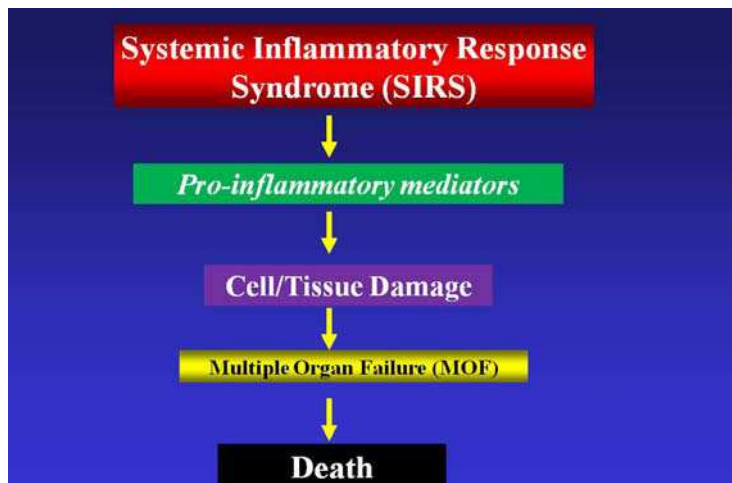 Systemic Inflammatory Response
Syndrome (SIRS)
Pro-inflammatory mediators
Cell/Tissue Damage
Multiple Organ Failure (MOF)
Death